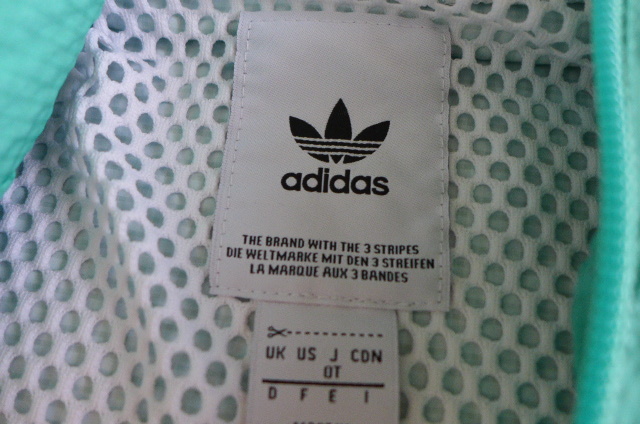 adidas
THE BRAND WITH THE 3 STRIPES
DIE WELTMARKE MIT DEN 3 STREIFEN
LA MARQUE AUX 3 BANDES
UK US J CDN
OT
D F E I